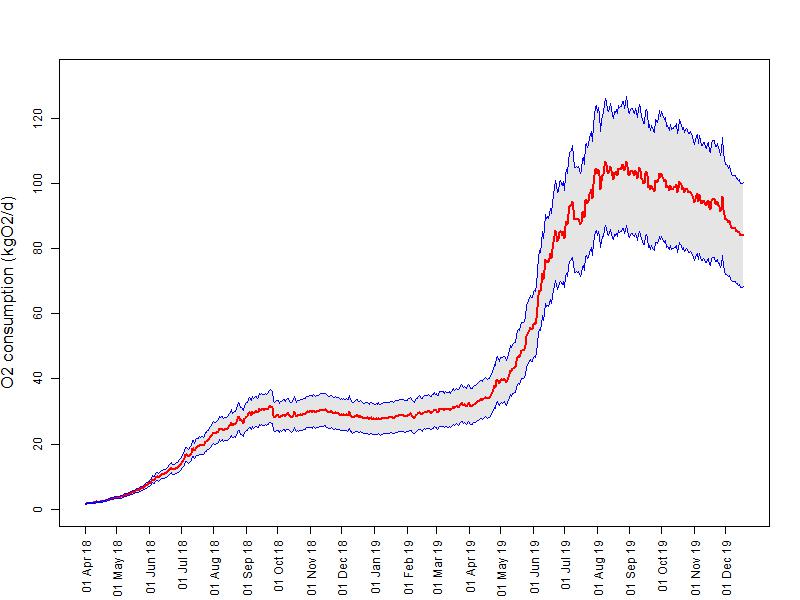 O2 consumption (kgO2/d)
120
100
80
60
40
20
0
01 Apr 18
01 May 18
01 Jun 18
01 Jul 18
01 Aug 18
01 Sep 18
01 Oct 18
01 Nov 18
01 Dec 18
01 Jan 19
01 Feb 19
01 Mar 19
01 Apr 19
01 May 19
01 Jun 19
01 Jul 19
01 Aug 19
01 Sep 19
01 Oct 19
01 Nov 19
01 Dec 19